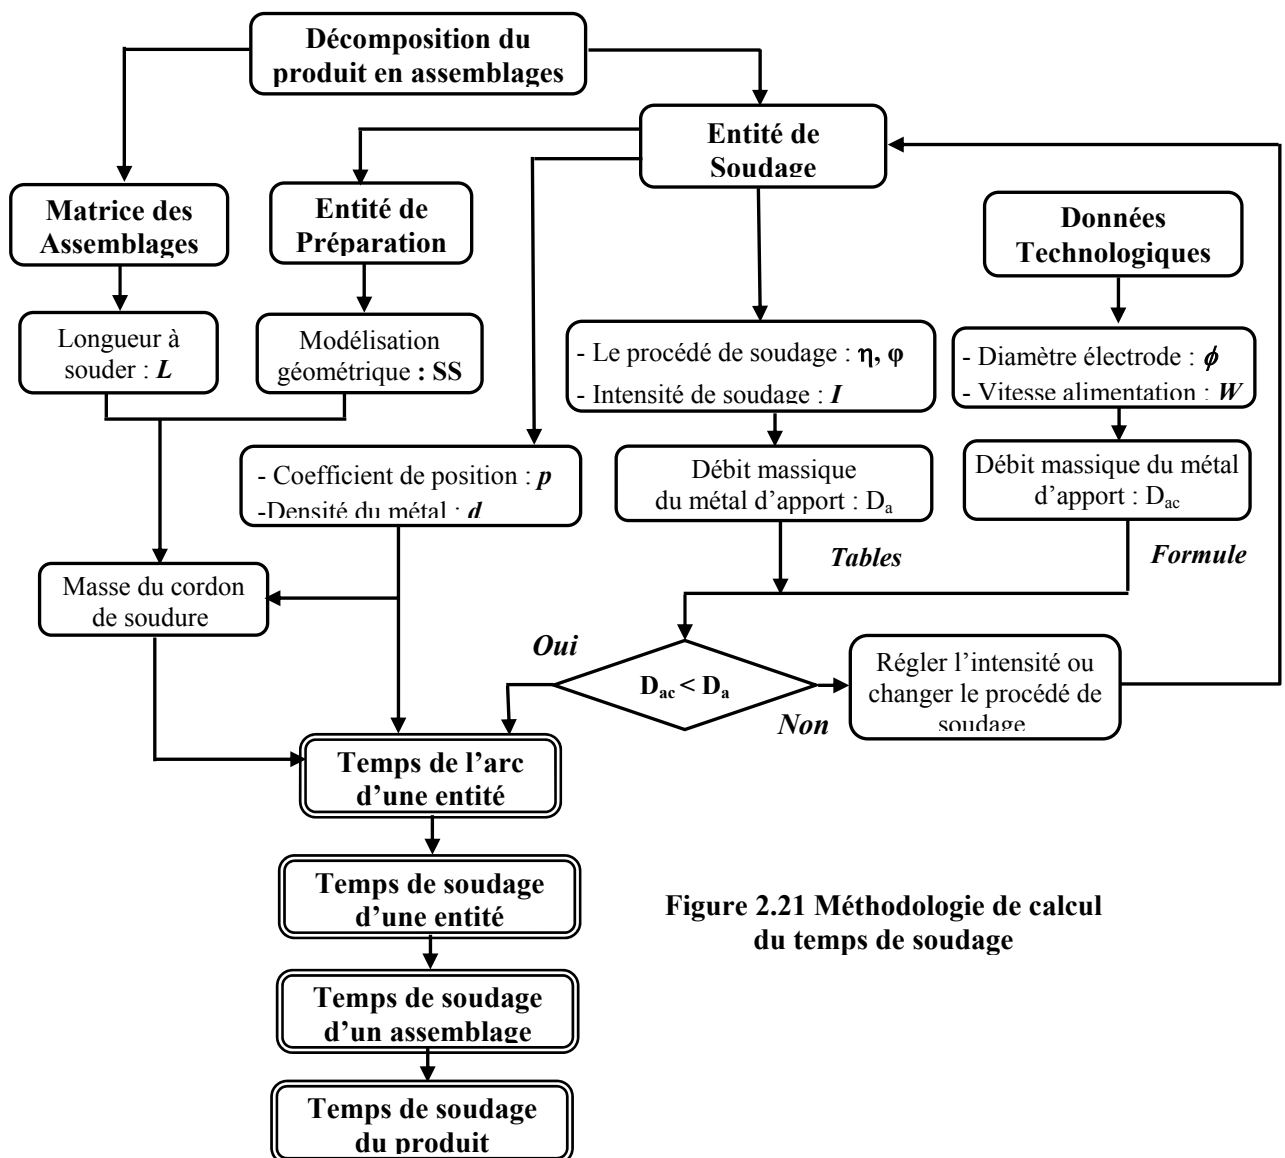 Décomposition du
produit en assemblages
Entité de
Soudage
Matrice des
Assemblages
Entité de
Préparation
Données
Technologiques
Longueur à
souder : L
Modélisation
géométrique : SS
- Le procédé de soudage : η, φ
- Intensité de soudage : I
- Diamètre électrode : ϕ
- Vitesse alimentation : W
- Coefficient de position : p
-Densité du métal : d
Débit massique
du métal d’apport : Da
Débit massique du métal
d’apport : Dac
Tables
Formule
Masse du cordon
de soudure
Oui
Dac < Da
Non
Régler l’intensité ou
changer le procédé de
soudage
Temps de l’arc
d’une entité
Temps de soudage
d’une entité
Figure 2.21 Méthodologie de calcul
du temps de soudage
Temps de soudage
d’un assemblage
Temps de soudage
du produit